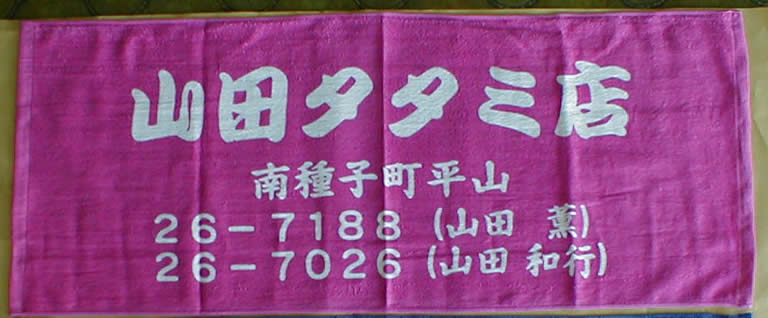 山田タタミ店
南種子町平山
26-7188 (山田 薫)
26-7026 (山田 和行)